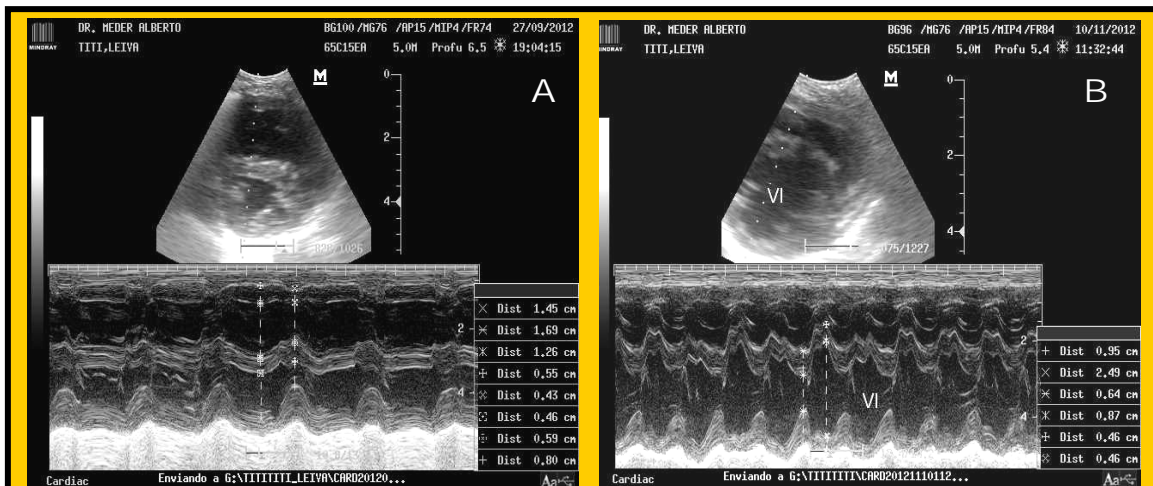 DR. MEDER ALBERTO BG100 /MG76 /AP15 /MIP4 /FR74 27/09/2012
MINDRAY TITI,LEIVA 65C15EA 5.0M Profu 6.5 19:04:15
M
A
0
2
4
2
4
Dist 1.45 cm
Dist 1.69 cm
Dist 1.26 cm
Dist 0.55 cm
Dist 0.43 cm
Dist 0.46 cm
Dist 0.59 cm
Dist 0.80 cm
Cardiac Enviando a G:\TITITITI_LEIVA\CARD20120... Aa
DR. MEDER ALBERTO BG96 /MG76 /AP15 /MIP4 /FR84 10/11/2012
MINDRAY TITI,LEIVA 65C15EA 5.0M Profu 5.4 11:32:44
M
B
0
2
4
VI
2
4
VI
Dist 0.95 cm
Dist 2.49 cm
Dist 0.64 cm
Dist 0.87 cm
Dist 0.46 cm
Dist 0.46 cm
Cardiac Enviando a G:\TITITITI\CARD20121110112... Aa